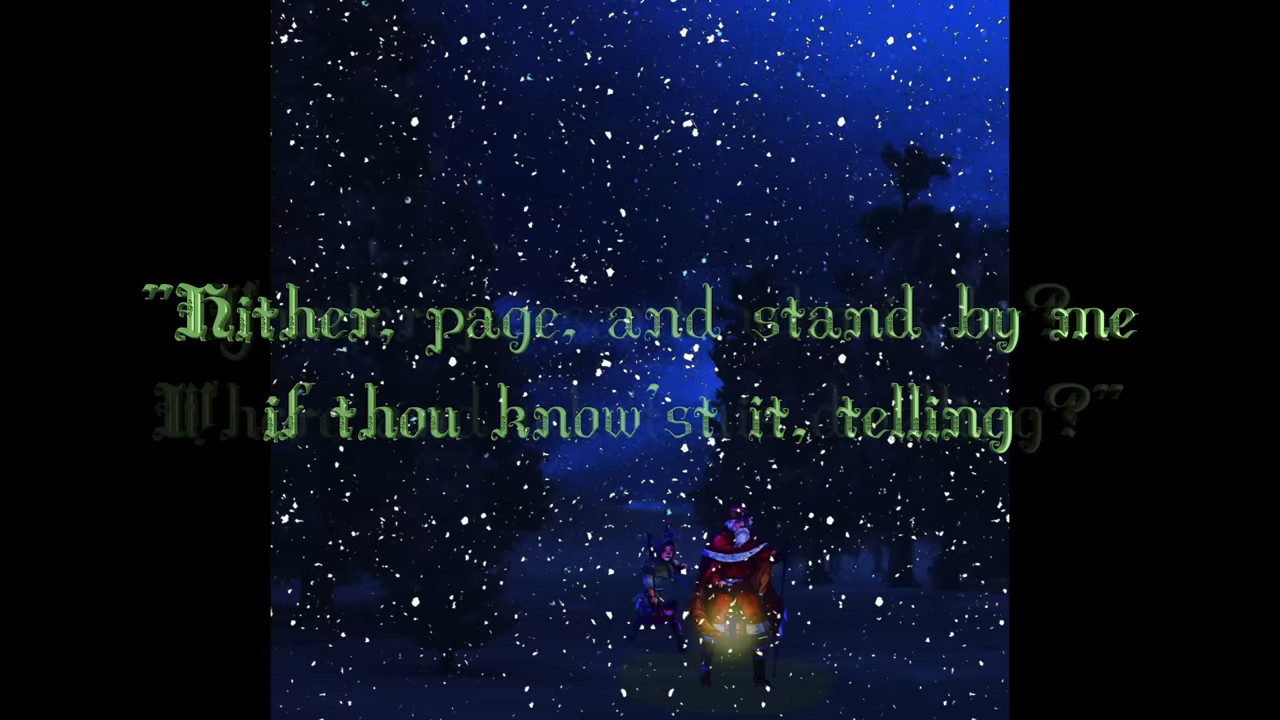 "Hither, page, and stand by me
if thou know'st it, telling